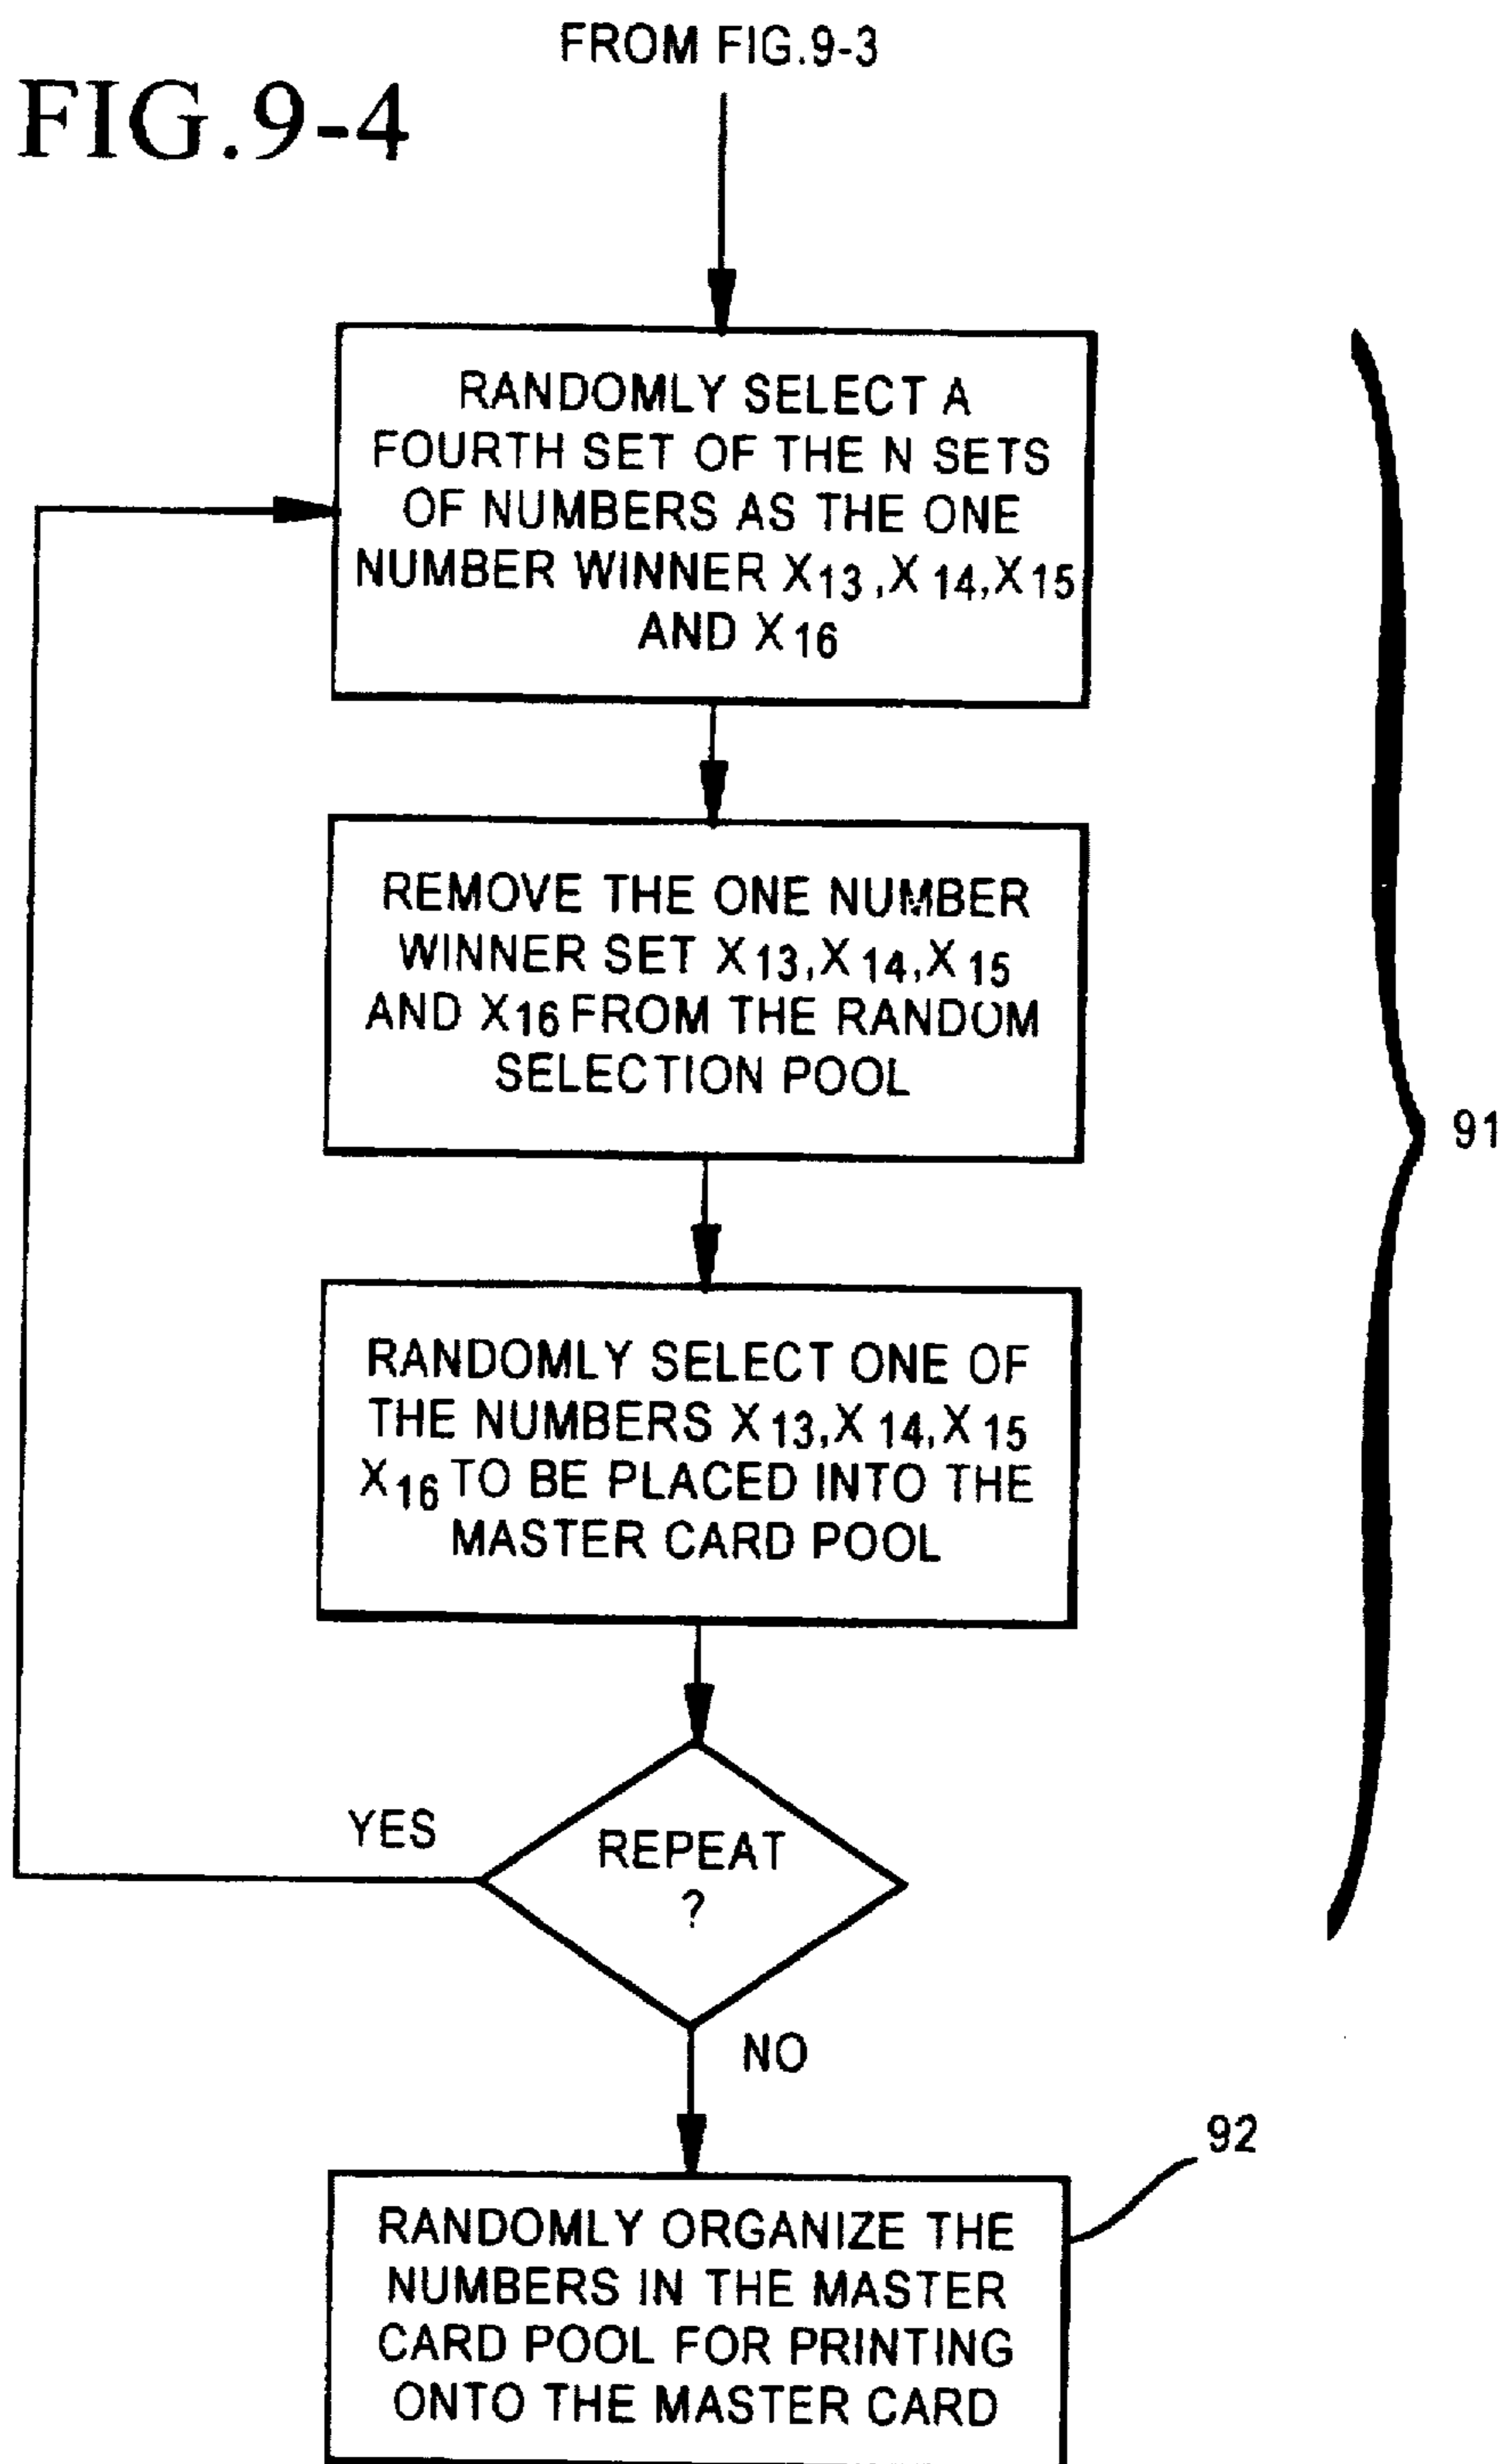 FROM FIG.9-3
FIG.9-4
RANDOMLY SELECT A
FOURTH SET OF THE N SETS
OF NUMBERS AS THE ONE
NUMBER WINNER X13,X14,X15
AND X16
REMOVE THE ONE NUMBER
WINNER SET X13,X14,X15
AND X16 FROM THE RANDOM
SELECTION POOL
91
RANDOMLY SELECT ONE OF
THE NUMBERS X13,X14,X15
X16 TO BE PLACED INTO THE
MASTER CARD POOL
YES
REPEAT
?
NO
92
RANDOMLY ORGANIZE THE
NUMBERS IN THE MASTER
CARD POOL FOR PRINTING
ONTO THE MASTER CARD